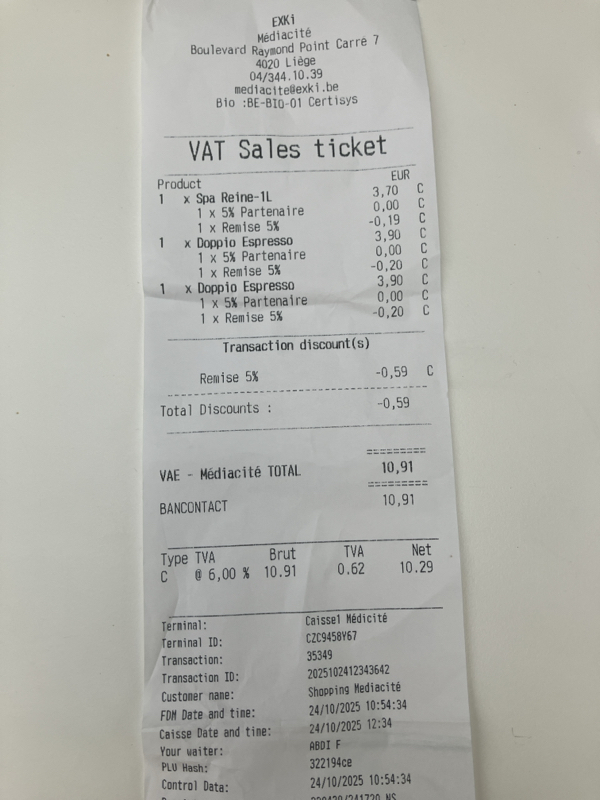 EXKi
Médiacité
Boulevard Raymond Point Carré 7
4020 Liège
04/344.10.39
mediacite@exki.be
Bio :BE-BIO-01 Certisys
VAT Sales ticket
Product EUR
1 x Spa Reine-1L 3,70 C
1 x 5% Partenaire 0,00 C
1 x Remise 5% -0,19 C
1 x Doppio Espresso 3,90 C
1 x 5% Partenaire 0,00 C
1 x Remise 5% -0,20 C
1 x Doppio Espresso 3,90 C
1 x 5% Partenaire 0,00 C
1 x Remise 5% -0,20 C
Transaction discount(s)
Remise 5% -0,59 C
Total Discounts : -0,59
=========
VAE - Médiacité TOTAL 10,91
=========
BANCONTACT 10,91
Type TVA Brut TVA Net
C @ 6,00 % 10.91 0.62 10.29
Terminal: Caisse1 Médicité
Terminal ID: CZC9458Y67
Transaction: 35349
Transaction ID: 2025102412343642
Customer name: Shopping Mediacité
FDM Date and time: 24/10/2025 10:54:34
Caisse Date and time: 24/10/2025 12:34
Your waiter: ABDI F
PLU Hash: 322194ce
Control Data: 24/10/2025 10:54:34